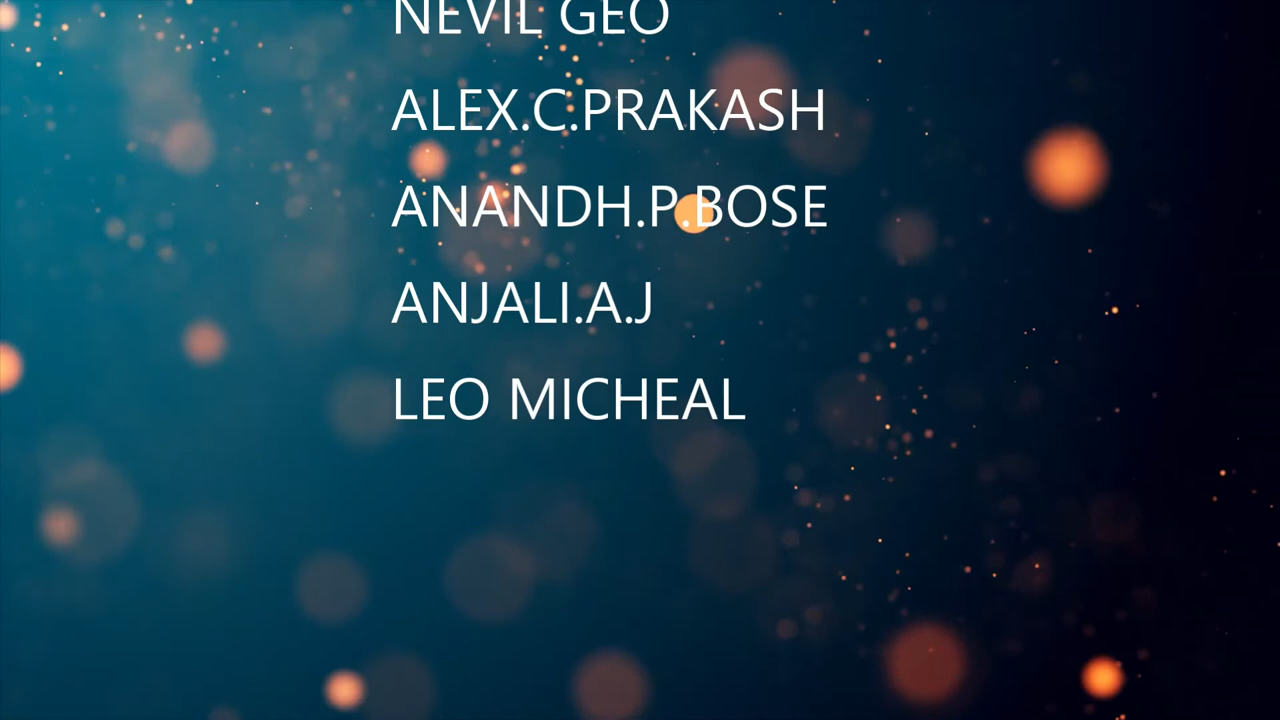 NEVIL GEO
ALEX.C.PRAKASH
ANANDH.P.BOSE
ANJALI.A.J
LEO MICHEAL